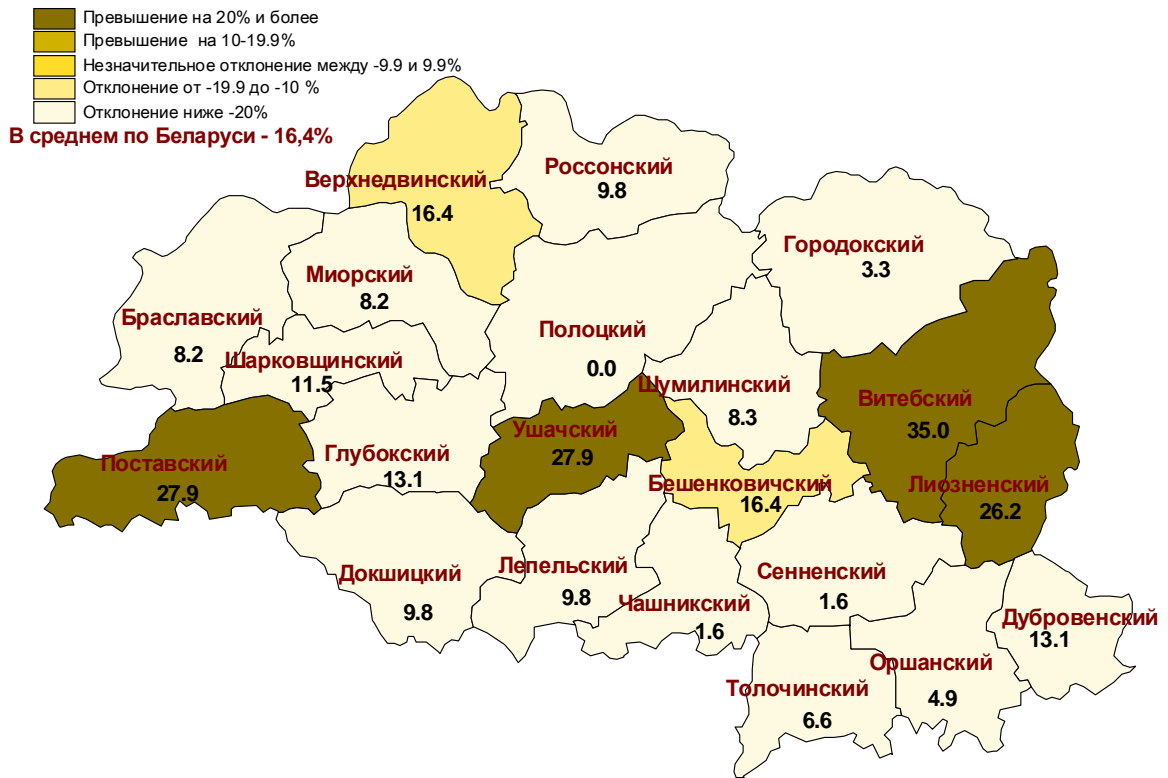 Превышение на 20% и более
Превышение на 10-19.9%
Незначительное отклонение между -9.9 и 9.9%
Отклонение от -19.9 до -10 %
Отклонение ниже -20%
В среднем по Беларуси - 16,4%
Верхнедвинский
16.4
Россонский
9.8
Городокский
3.3
Миорский
8.2
Браславский
8.2
Шарковщинский
11.5
Полоцкий
0.0
Шумилинский
8.3
Витебский
35.0
Ушачский
27.9
Глубокский
13.1
Поставский
27.9
Бешенковичский
16.4
Лиозненский
26.2
Докшицкий
9.8
Лепельский
9.8
Чашникский
1.6
Сенненский
1.6
Дубровенский
13.1
Оршанский
4.9
Толочинский
6.6